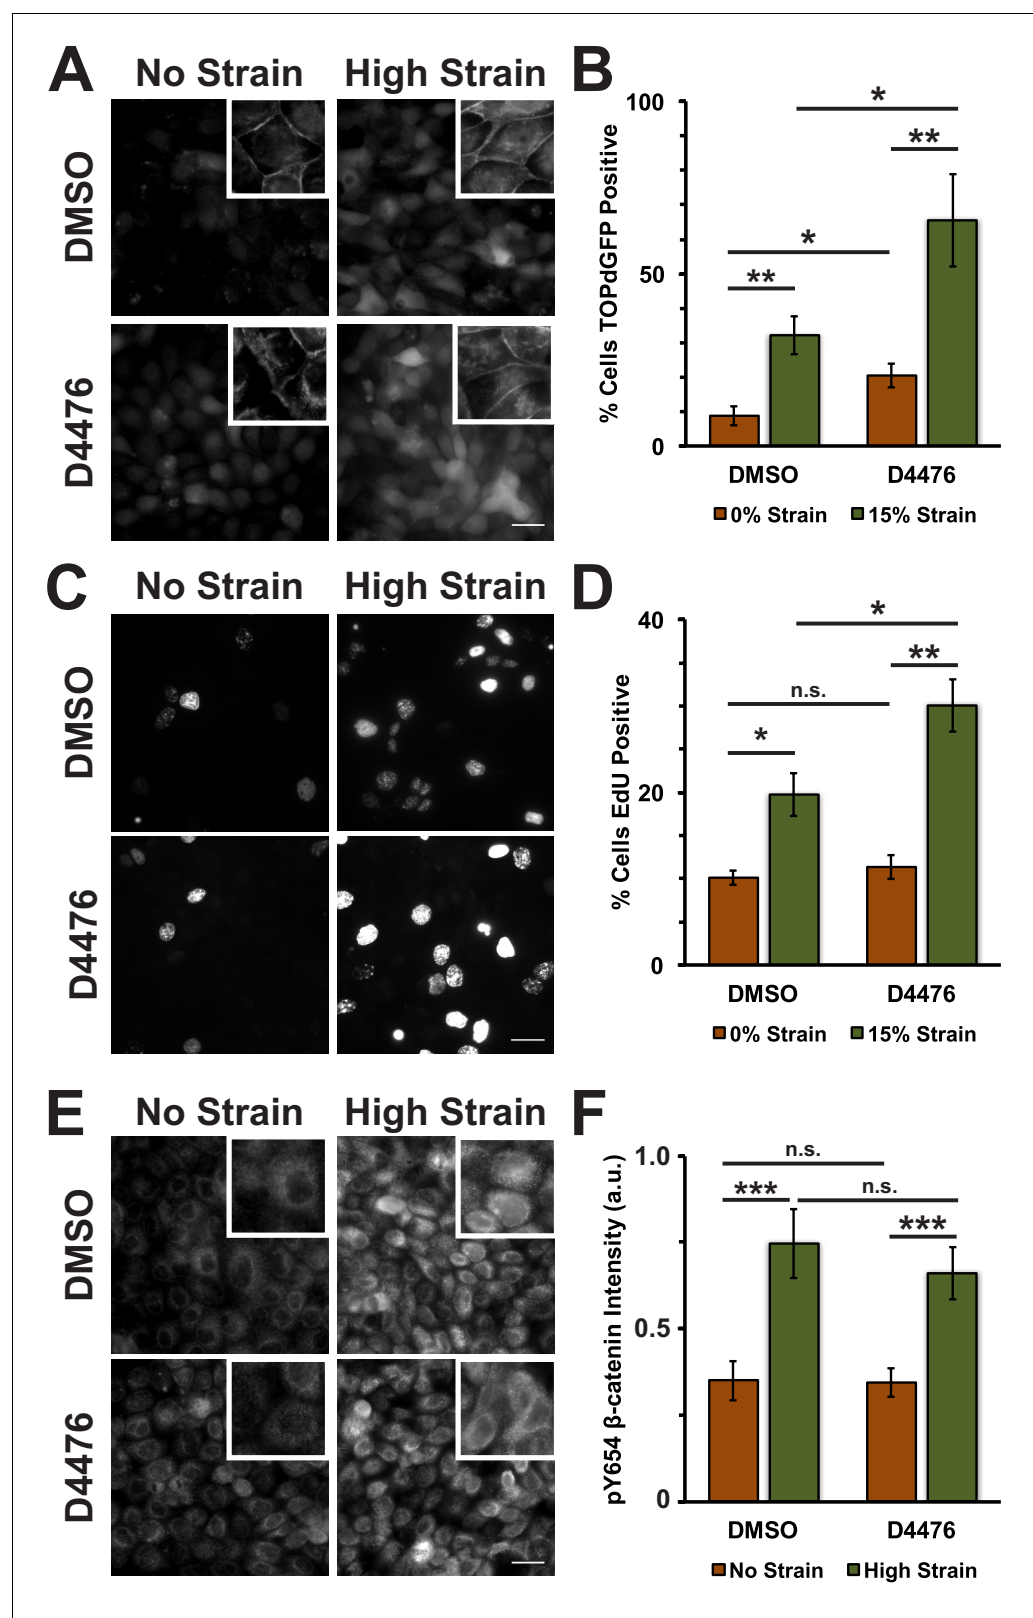 A
No Strain
High Strain
DMSO
D4476
B
% Cells TOPdGFP Positive
100
50
0
*
**
*
**
DMSO
D4476
0% Strain
15% Strain
C
No Strain
High Strain
DMSO
D4476
D
% Cells EdU Positive
40
20
0
*
**
n.s.
*
DMSO
D4476
0% Strain
15% Strain
E
No Strain
High Strain
DMSO
D4476
F
pY654 β-catenin Intensity (a.u.)
1.0
0.5
0
n.s.
n.s.
***
***
DMSO
D4476
No Strain
High Strain